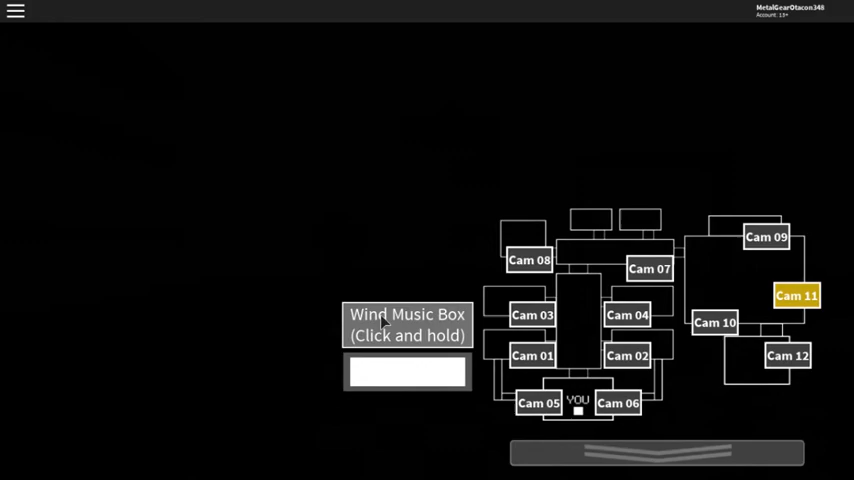 MetalGearOtacon348
Account: 13+
Cam 09
Cam 08
Cam 07
Cam 11
Wind Music Box
(Click and hold)
Cam 03
Cam 04
Cam 10
Cam 01
Cam 02
Cam 12
Cam 05
YOU
Cam 06